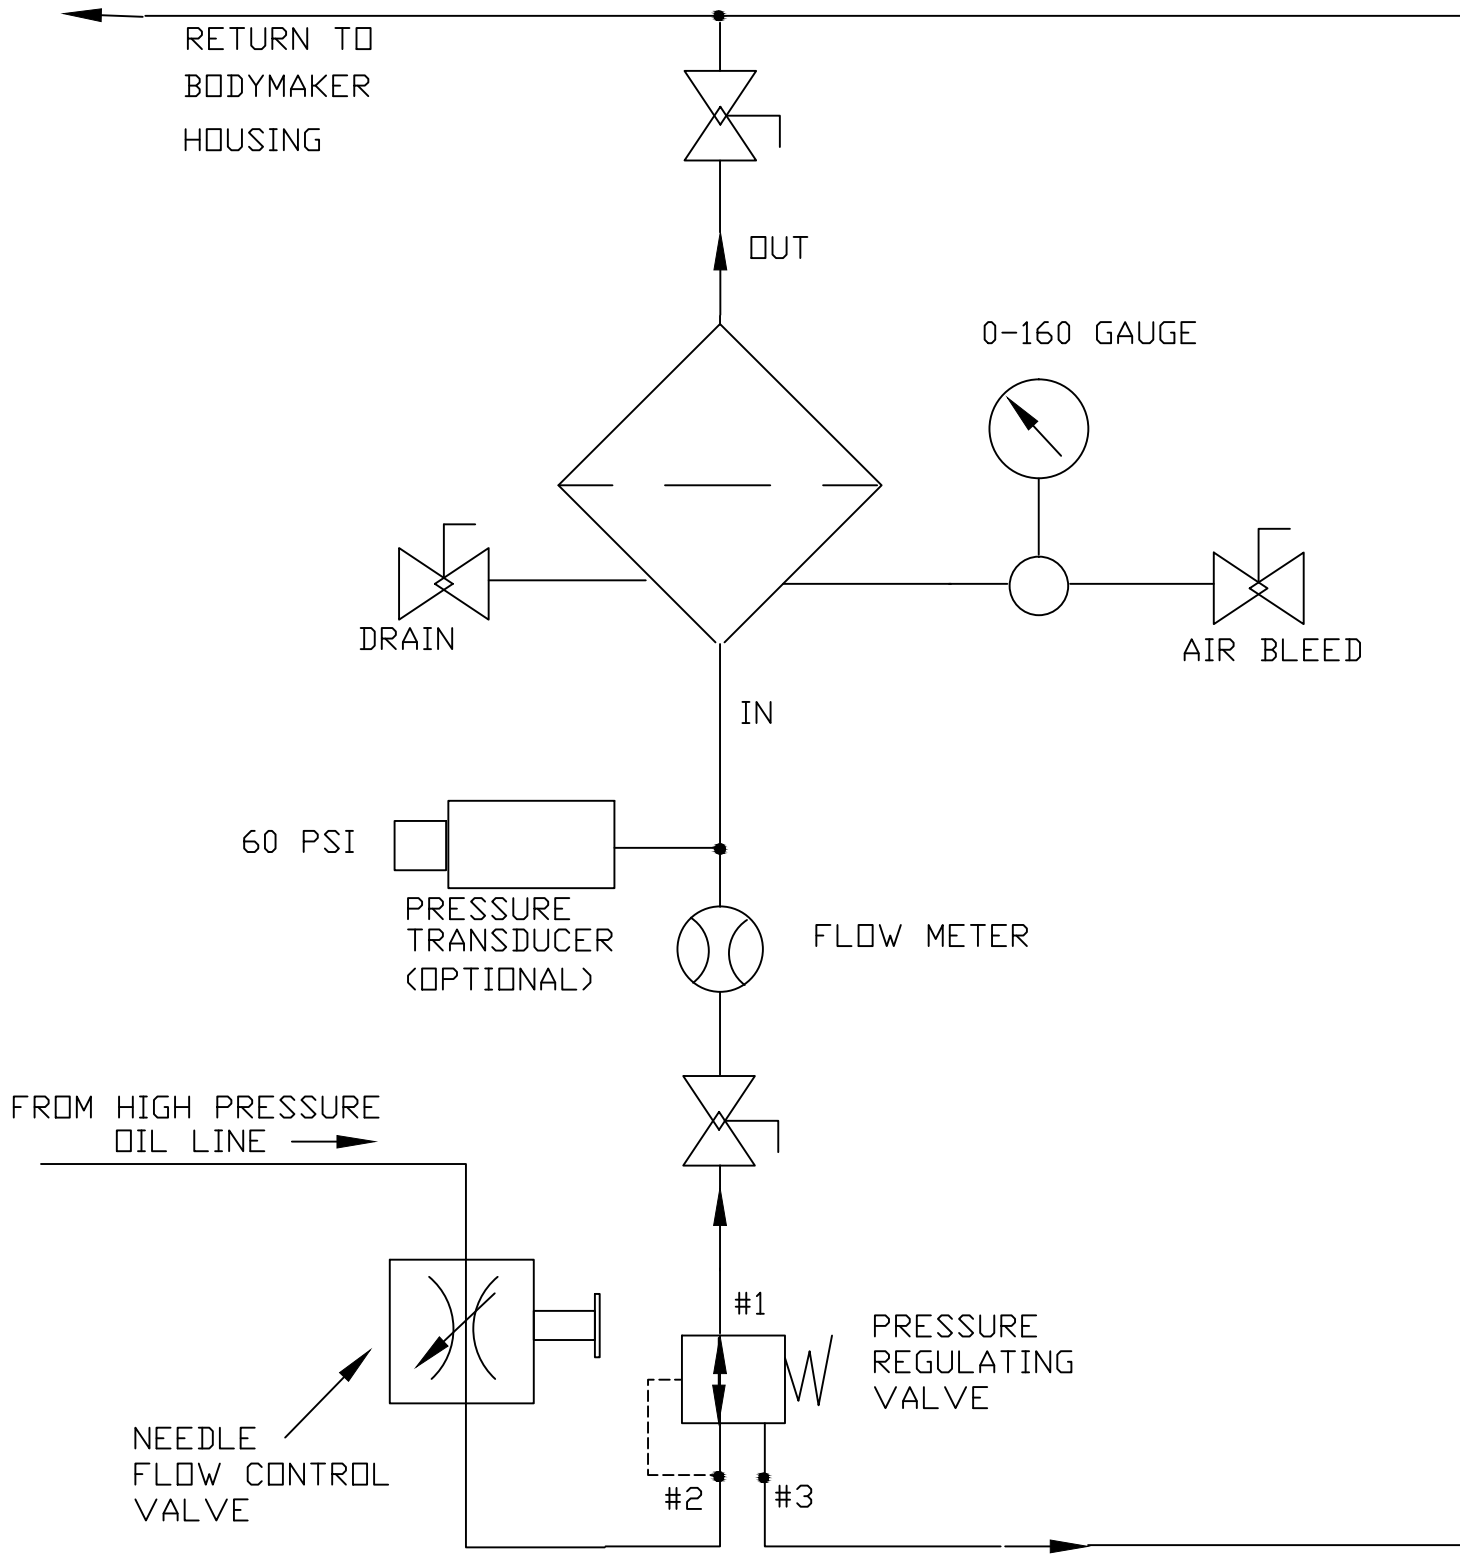 RETURN TO
BODYMAKER
HOUSING
OUT
0-160 GAUGE
DRAIN
AIR BLEED
IN
60 PSI
PRESSURE
TRANSDUCER
(OPTIONAL)
FLOW METER
FROM HIGH PRESSURE
OIL LINE
#1
PRESSURE
REGULATING
VALVE
NEEDLE
FLOW CONTROL
VALVE
#2
#3